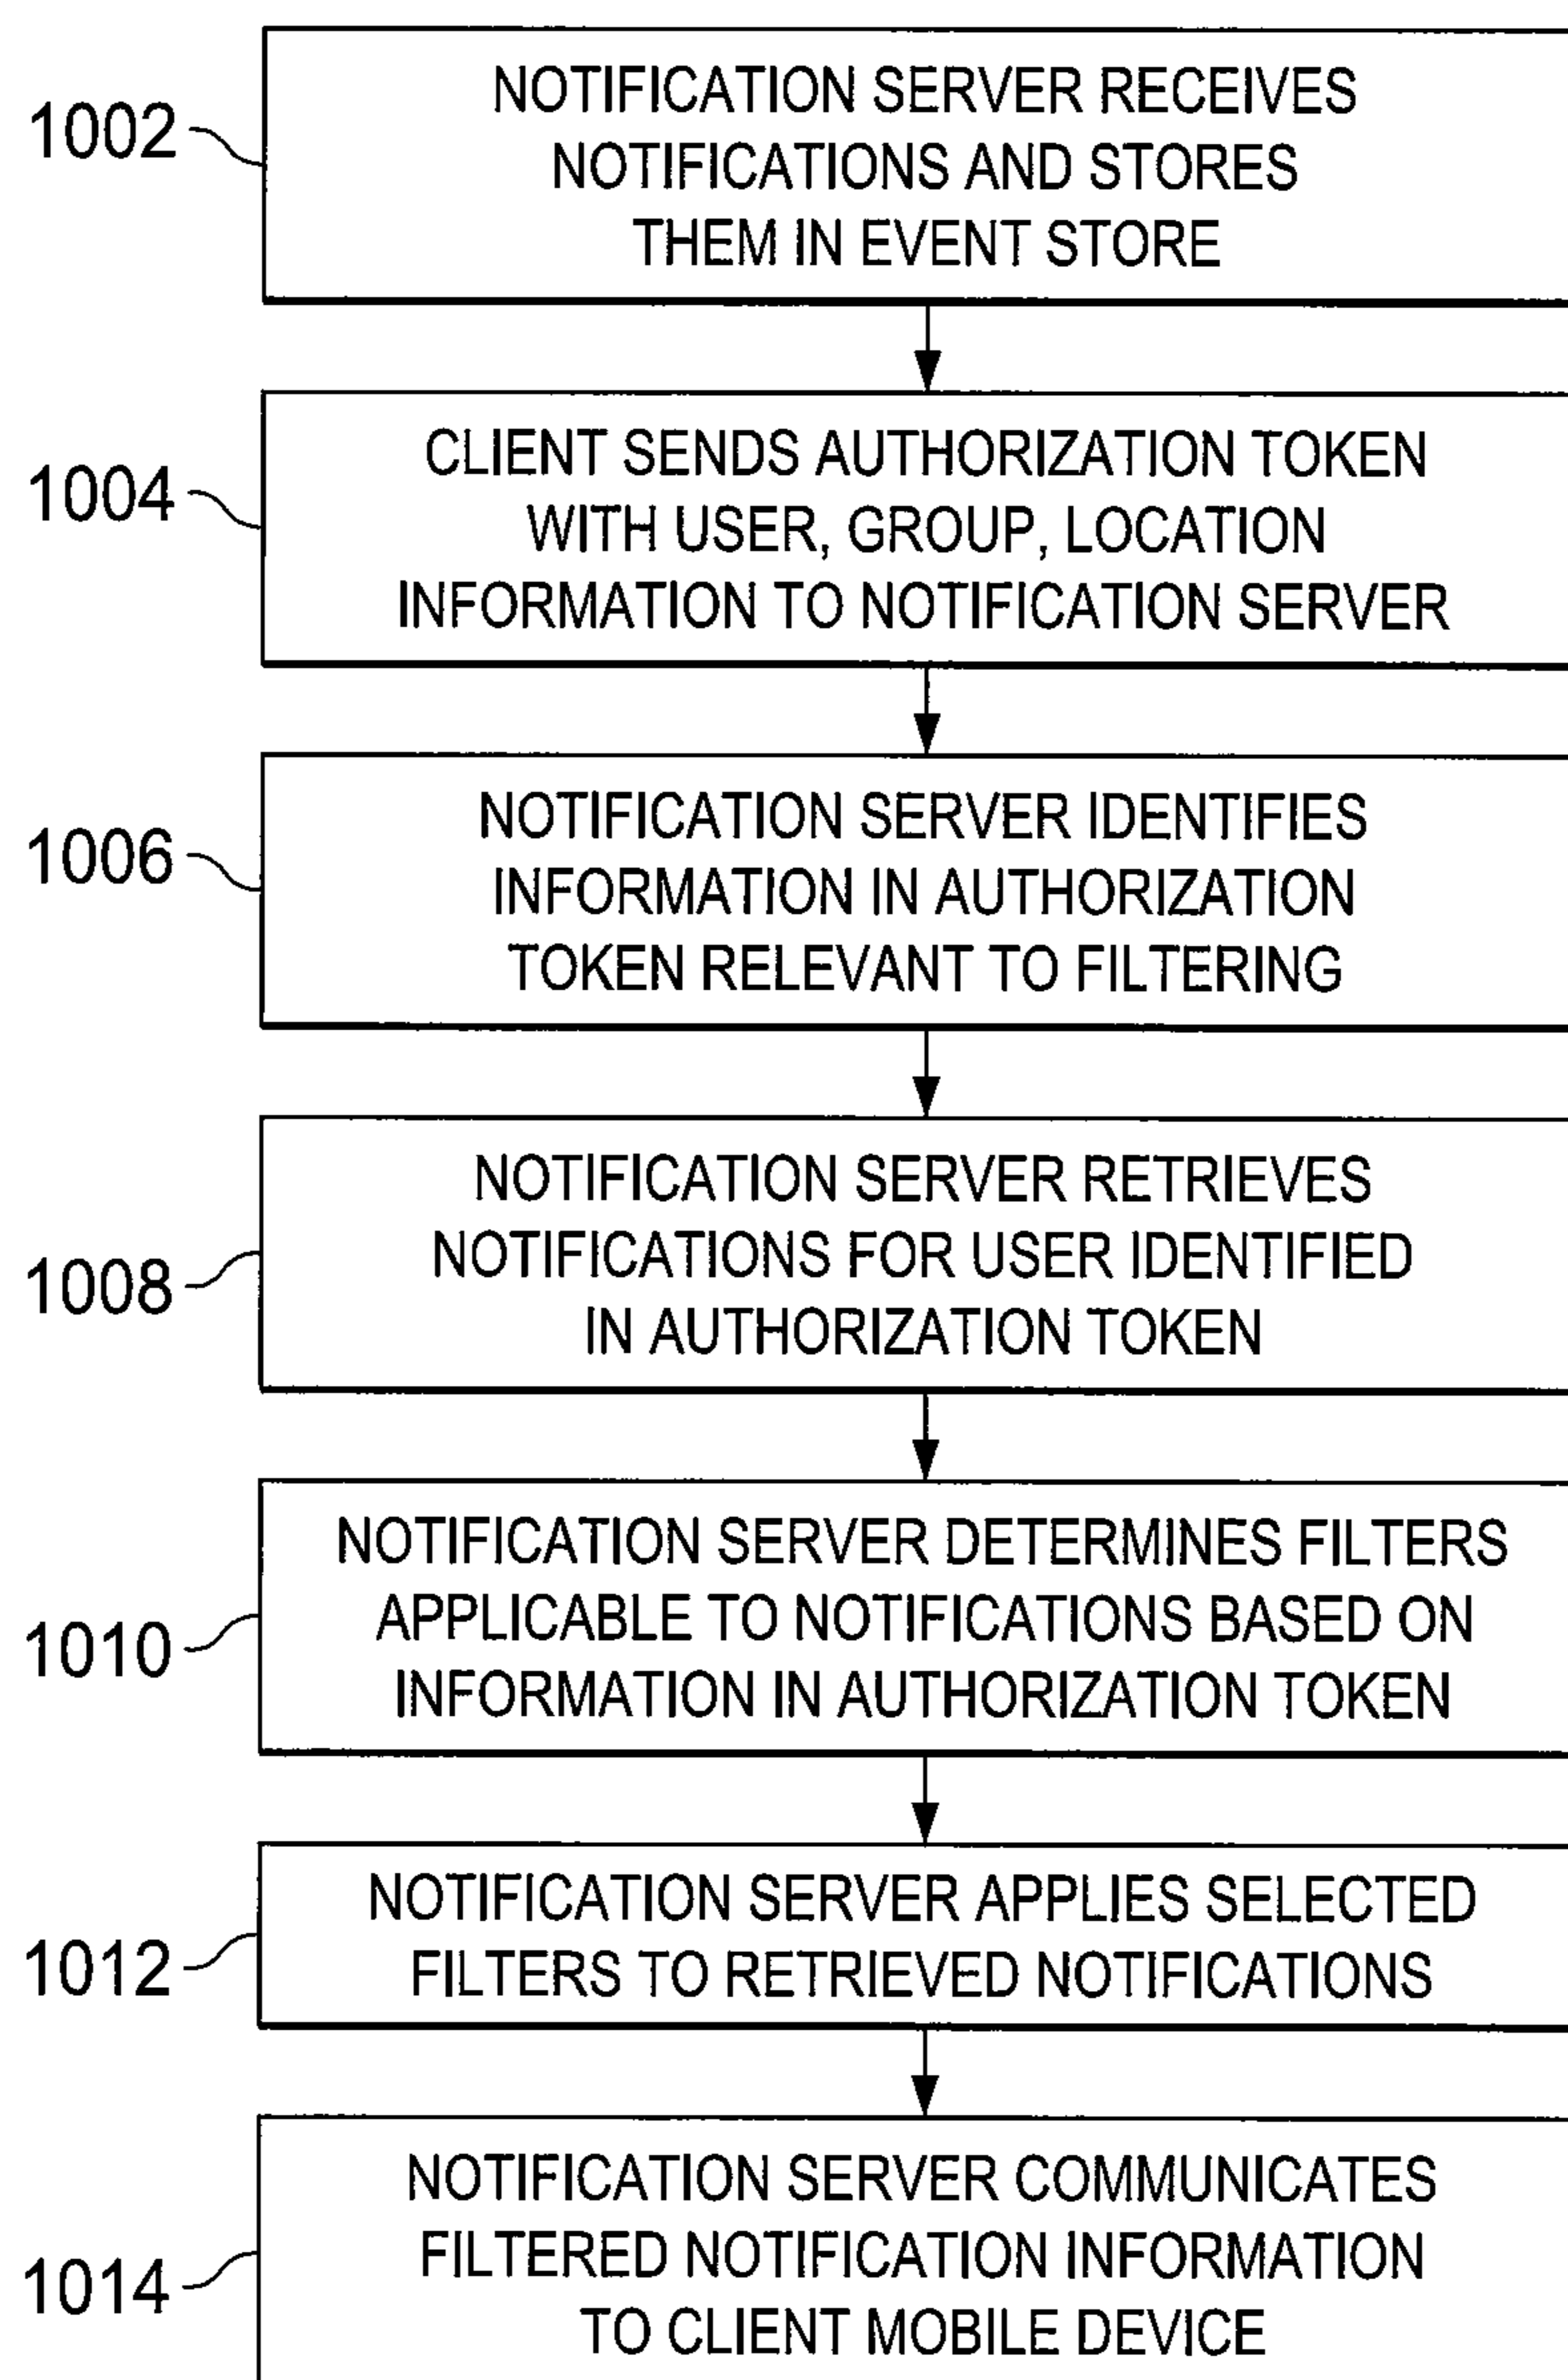 NOTIFICATION SERVER RECEIVES
NOTIFICATIONS AND STORES
THEM IN EVENT STORE
1002
CLIENT SENDS AUTHORIZATION TOKEN
WITH USER, GROUP, LOCATION
INFORMATION TO NOTIFICATION SERVER
1004
NOTIFICATION SERVER IDENTIFIES
INFORMATION IN AUTHORIZATION
TOKEN RELEVANT TO FILTERING
1006
NOTIFICATION SERVER RETRIEVES
NOTIFICATIONS FOR USER IDENTIFIED
IN AUTHORIZATION TOKEN
1008
NOTIFICATION SERVER DETERMINES FILTERS
APPLICABLE TO NOTIFICATIONS BASED ON
INFORMATION IN AUTHORIZATION TOKEN
1010
NOTIFICATION SERVER APPLIES SELECTED
FILTERS TO RETRIEVED NOTIFICATIONS
1012
NOTIFICATION SERVER COMMUNICATES
FILTERED NOTIFICATION INFORMATION
TO CLIENT MOBILE DEVICE
1014